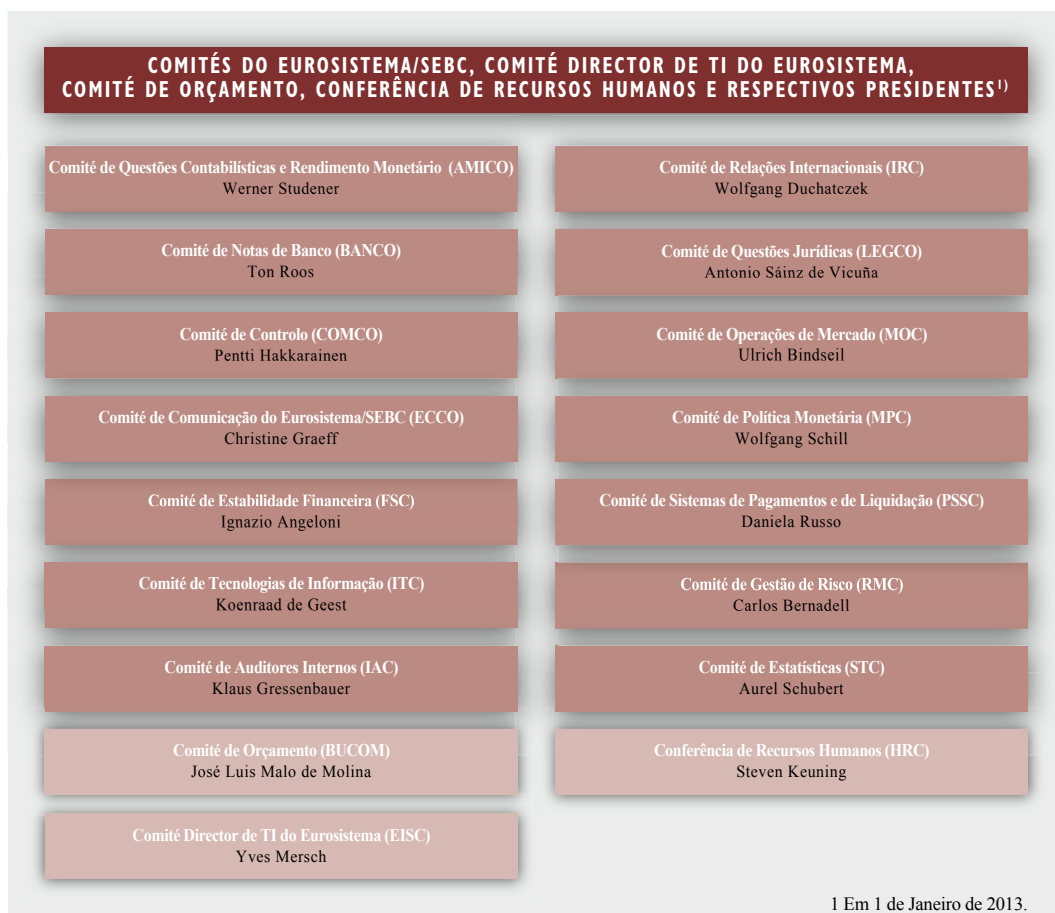 COMITÉS DO EUROSISTEMA/SEBC, COMITÉ DIRECTOR DE TI DO EUROSISTEMA,
COMITÉ DE ORÇAMENTO, CONFERÊNCIA DE RECURSOS HUMANOS E RESPECTIVOS PRESIDENTES1)
Comité de Questões Contabilísticas e Rendimento Monetário (AMICO)
Werner Studener
Comité de Notas de Banco (BANCO)
Ton Roos
Comité de Controlo (COMCO)
Pentti Hakkarainen
Comité de Comunicação do Eurosistema/SEBC (ECCO)
Christine Graeff
Comité de Estabilidade Financeira (FSC)
Ignazio Angeloni
Comité de Tecnologias de Informação (ITC)
Koenraad de Geest
Comité de Auditores Internos (IAC)
Klaus Gressenbauer
Comité de Orçamento (BUCOM)
José Luis Malo de Molina
Comité Director de TI do Eurosistema (EISC)
Yves Mersch
Comité de Relações Internacionais (IRC)
Wolfgang Duchatczek
Comité de Questões Jurídicas (LEGCO)
Antonio Sáinz de Vicuña
Comité de Operações de Mercado (MOC)
Ulrich Bindseil
Comité de Política Monetária (MPC)
Wolfgang Schill
Comité de Sistemas de Pagamentos e de Liquidação (PSSC)
Daniela Russo
Comité de Gestão de Risco (RMC)
Carlos Bernadell
Comité de Estatísticas (STC)
Aurel Schubert
Conferência de Recursos Humanos (HRC)
Steven Keuning
1 Em 1 de Janeiro de 2013.